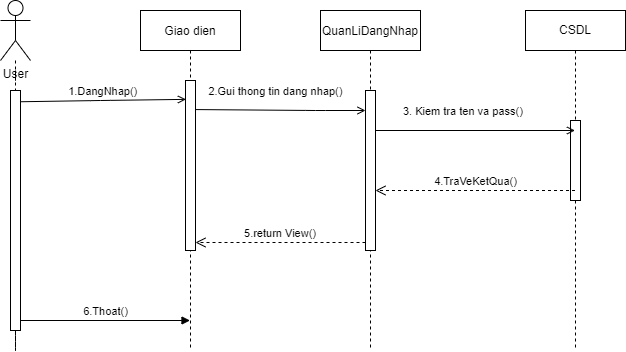 Giao dien
QuanLiDangNhap
CSDL
User
1.DangNhap()
2.Gui thong tin dang nhap()
3. Kiem tra ten va pass()
4.TraVeKetQua()
5.return View()
6.Thoat()